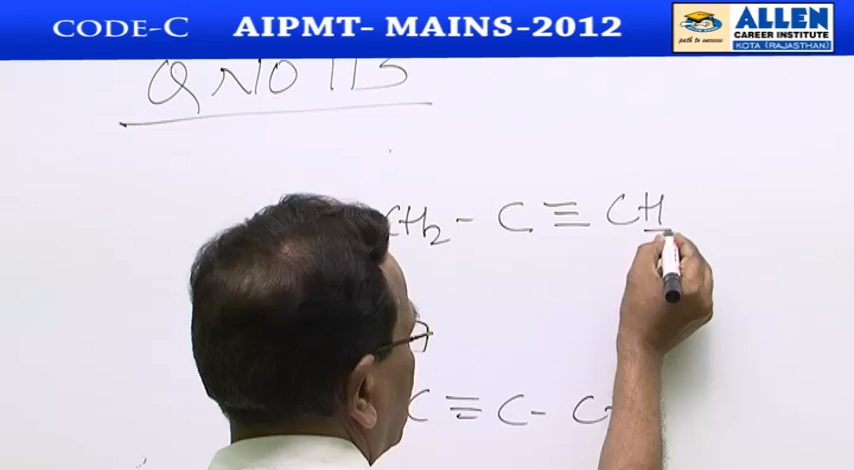 CODE-C AIPMT- MAINS-2012
ALLEN
CAREER INSTITUTE
KOTA (RAJASTHAN)
path to success
Q NO 113
CH2 - C ≡ CH
C ≡ C - C